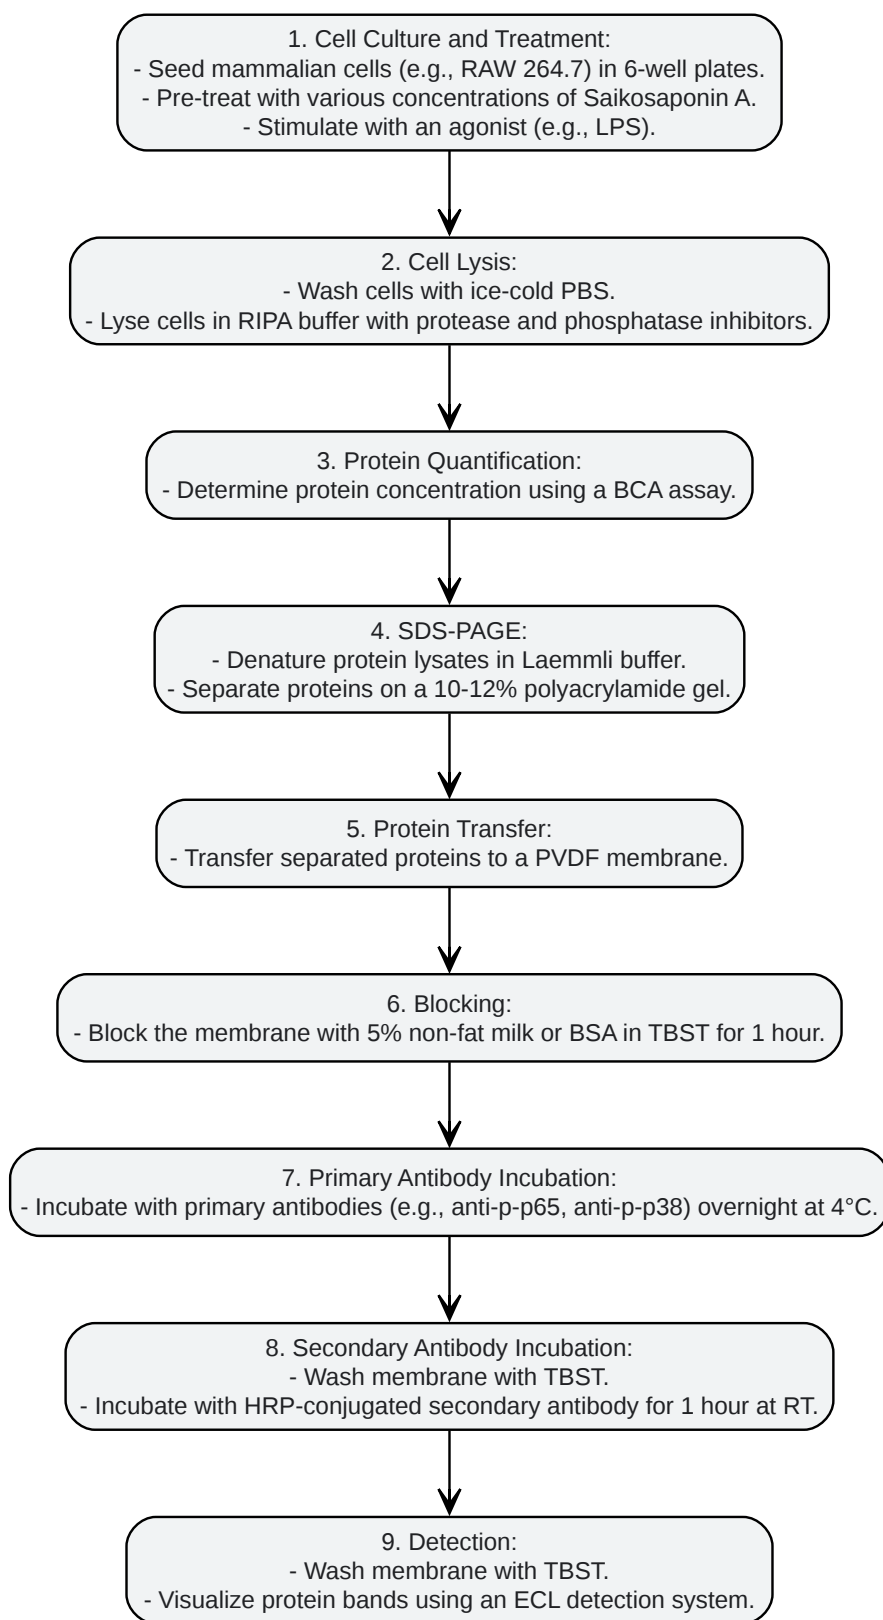 1. Cell Culture and Treatment:
- Seed mammalian cells (e.g., RAW 264.7) in 6-well plates.
- Pre-treat with various concentrations of Saikosaponin A.
- Stimulate with an agonist (e.g., LPS).
2. Cell Lysis:
- Wash cells with ice-cold PBS.
- Lyse cells in RIPA buffer with protease and phosphatase inhibitors.
3. Protein Quantification:
- Determine protein concentration using a BCA assay.
4. SDS-PAGE:
- Denature protein lysates in Laemmli buffer.
- Separate proteins on a 10-12% polyacrylamide gel.
5. Protein Transfer:
- Transfer separated proteins to a PVDF membrane.
6. Blocking:
- Block the membrane with 5% non-fat milk or BSA in TBST for 1 hour.
7. Primary Antibody Incubation:
- Incubate with primary antibodies (e.g., anti-p-p65, anti-p-p38) overnight at 4°C.
8. Secondary Antibody Incubation:
- Wash membrane with TBST.
- Incubate with HRP-conjugated secondary antibody for 1 hour at RT.
9. Detection:
- Wash membrane with TBST.
- Visualize protein bands using an ECL detection system.